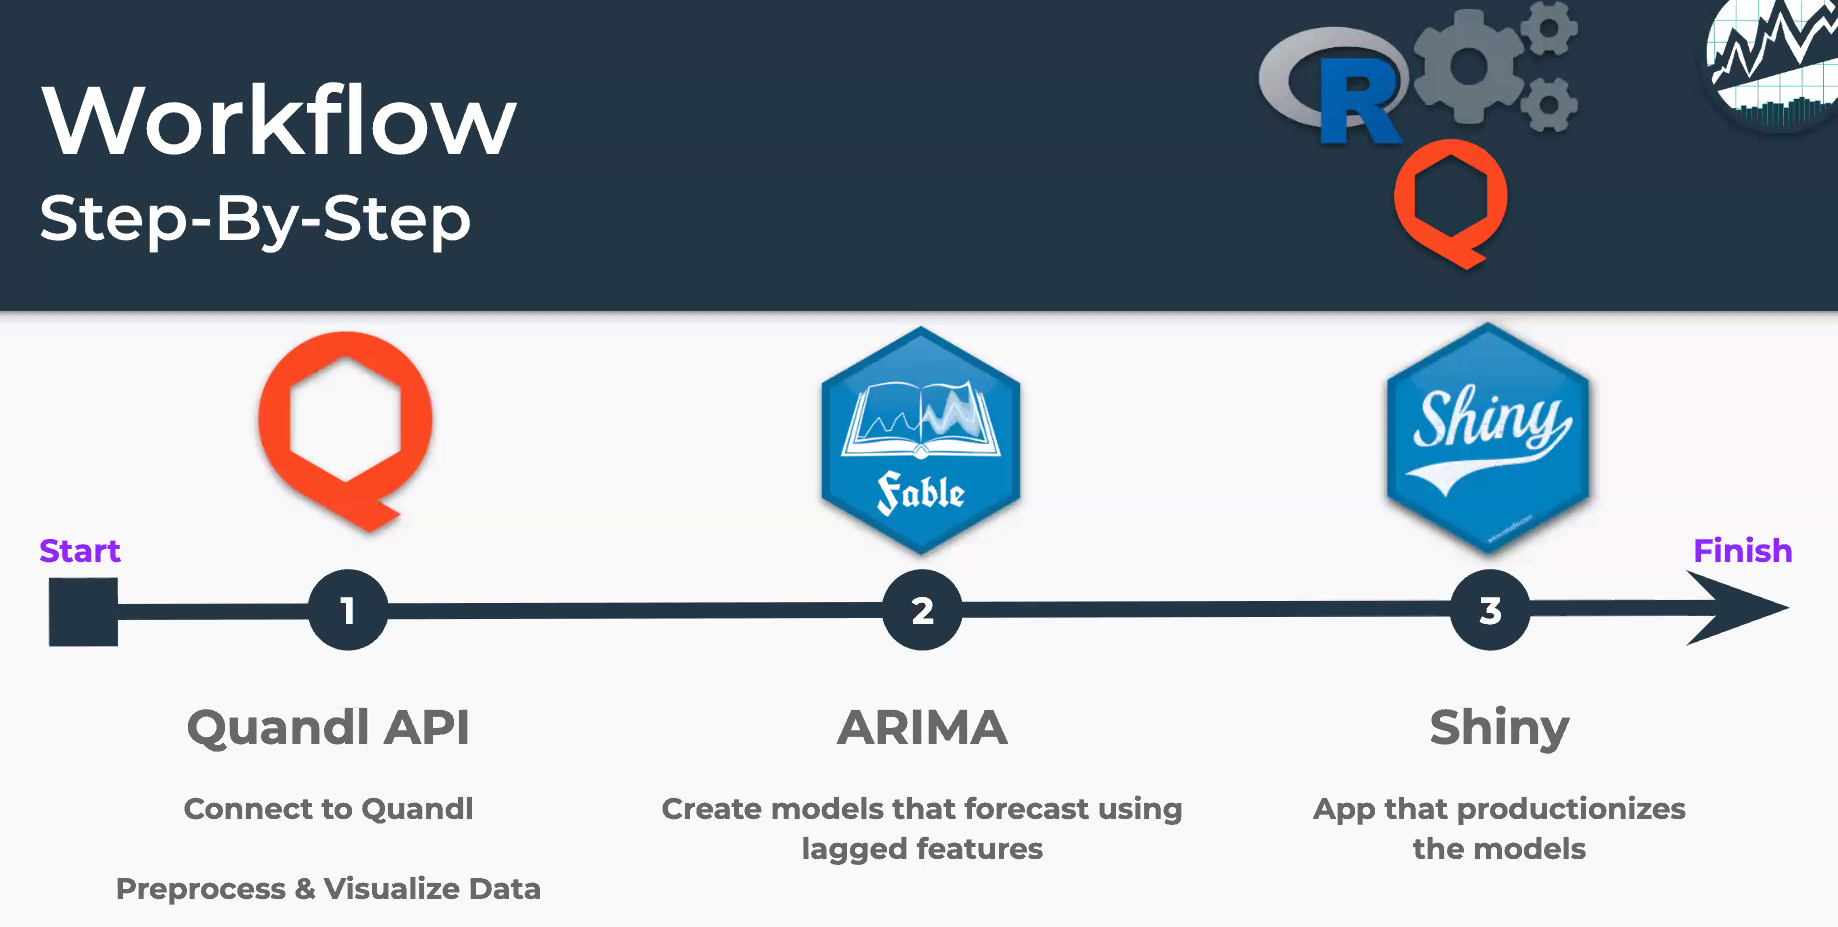 Workflow
Step-By-Step
R
Fable
Shiny
Start
Finish
1
2
3
Quandl API
ARIMA
Shiny
Connect to Quandl
Create models that forecast using
lagged features
App that productionizes
the models
Preprocess & Visualize Data